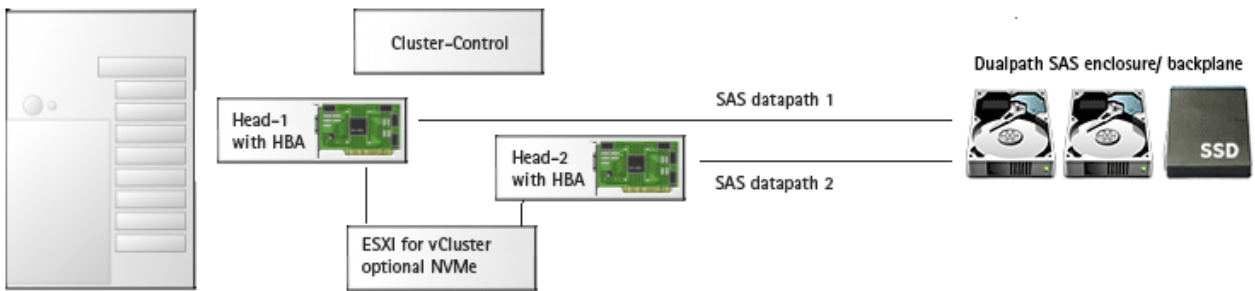 Cluster-Control
Dualpath SAS enclosure/ backplane
SAS datapath 1
Head-1
with HBA
Head-2
with HBA
SSD
SAS datapath 2
ESXI for vCluster
optional NVMe